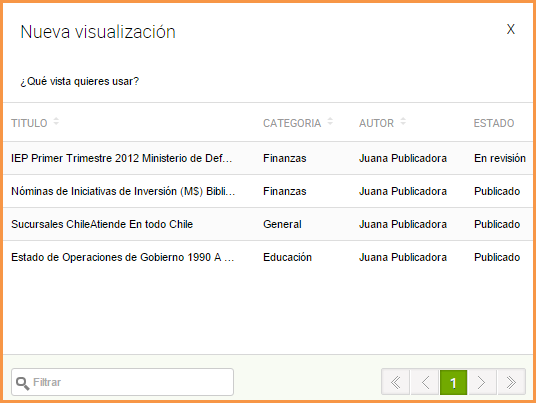 Nueva visualización X
¿Qué vista quieres usar?
TITULO CATEGORIA AUTOR ESTADO
IEP Primer Trimestre 2012 Ministerio de Def... Finanzas Juana Publicadora En revisión
Nóminas de Iniciativas de Inversión (M$) Bibli... Finanzas Juana Publicadora Publicado
Sucursales ChileAtiende En todo Chile General Juana Publicadora Publicado
Estado de Operaciones de Gobierno 1990 A ... Educación Juana Publicadora Publicado
Filtrar 1